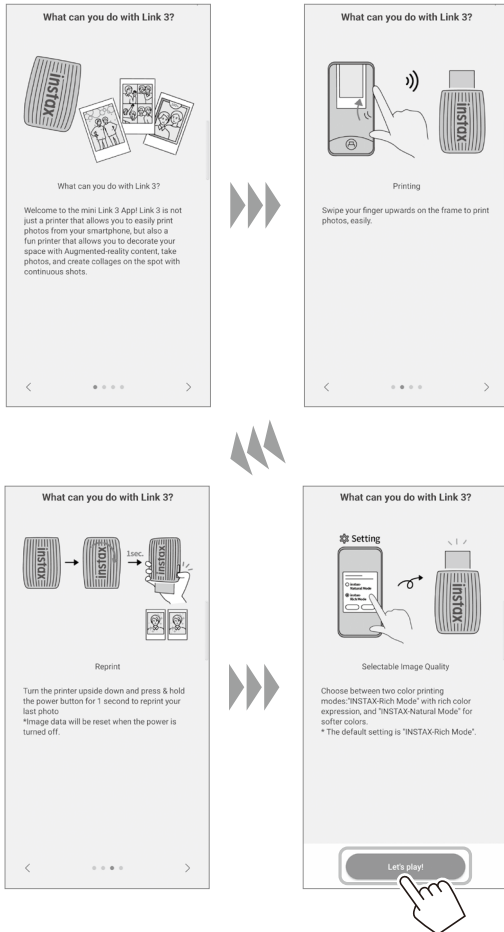 What can you do with Link 3?
instax
What can you do with Link 3?
Welcome to the mini Link 3 App! Link 3 is not
just a printer that allows you to easily print
photos from your smartphone, but also a
fun printer that allows you to decorate your
space with Augmented-reality content, take
photos, and create collages on the spot with
continuous shots.
What can you do with Link 3?
instax
Printing
Swipe your finger upwards on the frame to print
photos, easily.
What can you do with Link 3?
instax
instax
1sec.
instax
Reprint
Turn the printer upside down and press & hold
the power button for 1 second to reprint your
last photo
*Image data will be reset when the power is
turned off.
What can you do with Link 3?
Setting
instax-
Natural Mode
instax-
Rich Mode
instax
Selectable Image Quality
Choose between two color printing
modes:"INSTAX-Rich Mode" with rich color
expression, and "INSTAX-Natural Mode" for
softer colors.
* The default setting is "INSTAX-Rich Mode".
Let's play!